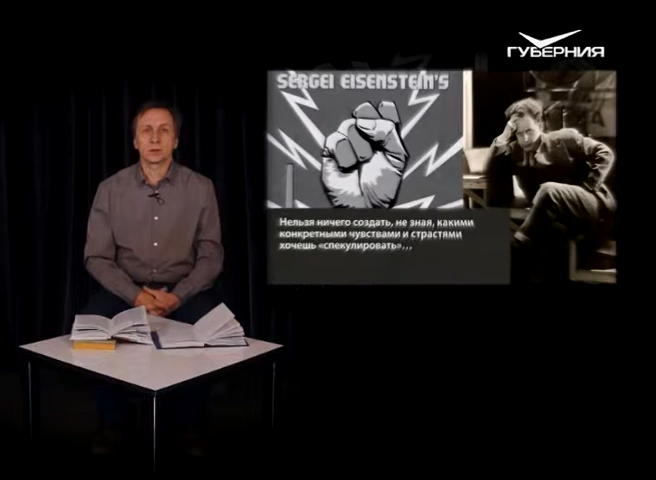 ГУБЕРНИЯ
SERGEI EISENSTEIN'S
Нельзя ничего создать, не зная, какими
конкретными чувствами и страстями
хочешь «спекулировать»...